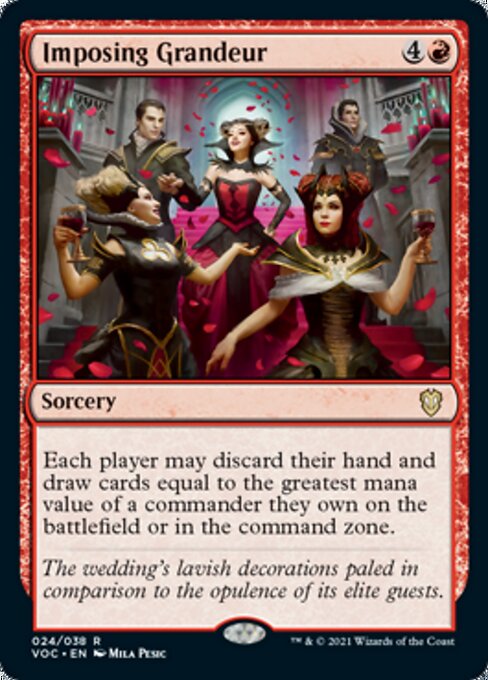 Imposing Grandeur 4
Sorcery
Each player may discard their hand and
draw cards equal to the greatest mana
value of a commander they own on the
battlefield or in the command zone.
The wedding's lavish decorations paled in
comparison to the opulence of its elite guests.
024/038 R
VOC • EN Mila Pesic
™ & © 2021 Wizards of the Coast